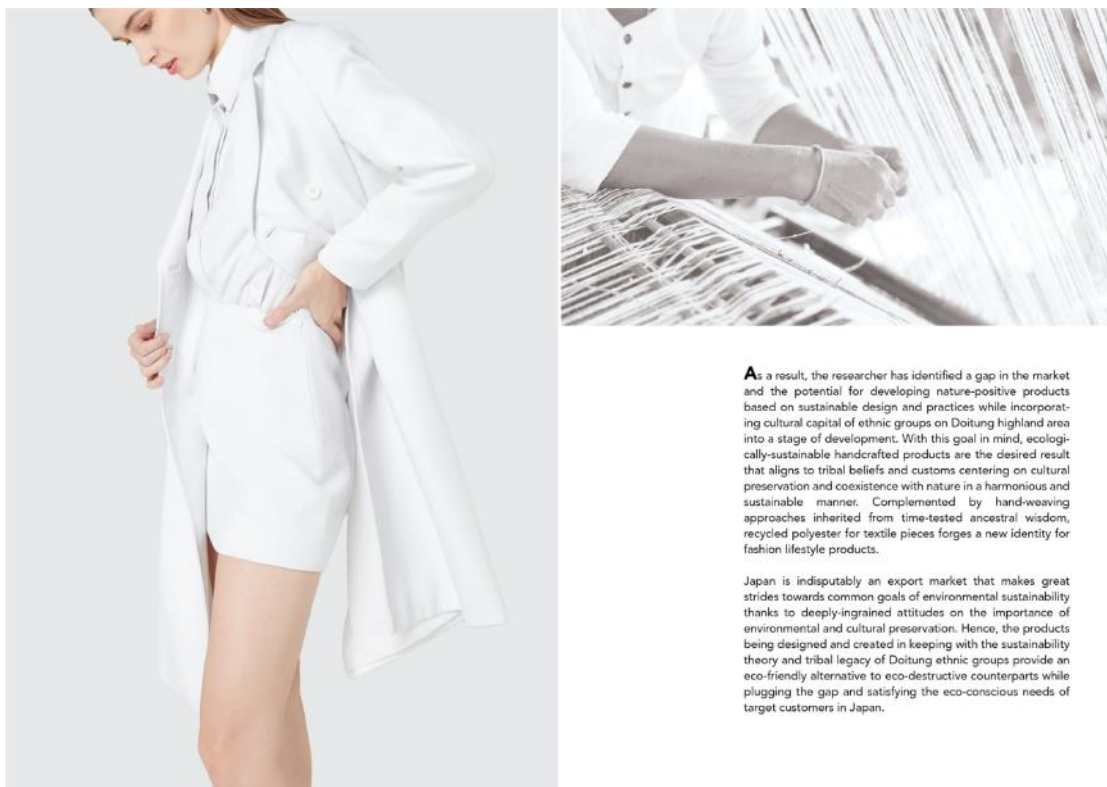 As a result, the researcher has identified a gap in the market
and the potential for developing nature-positive products
based on sustainable design and practices while incorporat-
ing cultural capital of ethnic groups on Doitung highland area
into a stage of development. With this goal in mind, ecologi-
cally-sustainable handcrafted products are the desired result
that aligns to tribal beliefs and customs centering on cultural
preservation and coexistence with nature in a harmonious and
sustainable manner. Complemented by hand-weaving
approaches inherited from time-tested ancestral wisdom,
recycled polyester for textile pieces forges a new identity for
fashion lifestyle products.
Japan is indisputably an export market that makes great
strides towards common goals of environmental sustainability
thanks to deeply-ingrained attitudes on the importance of
environmental and cultural preservation. Hence, the products
being designed and created in keeping with the sustainability
theory and tribal legacy of Doitung ethnic groups provide an
eco-friendly alternative to eco-destructive counterparts while
plugging the gap and satisfying the eco-conscious needs of
target customers in Japan.